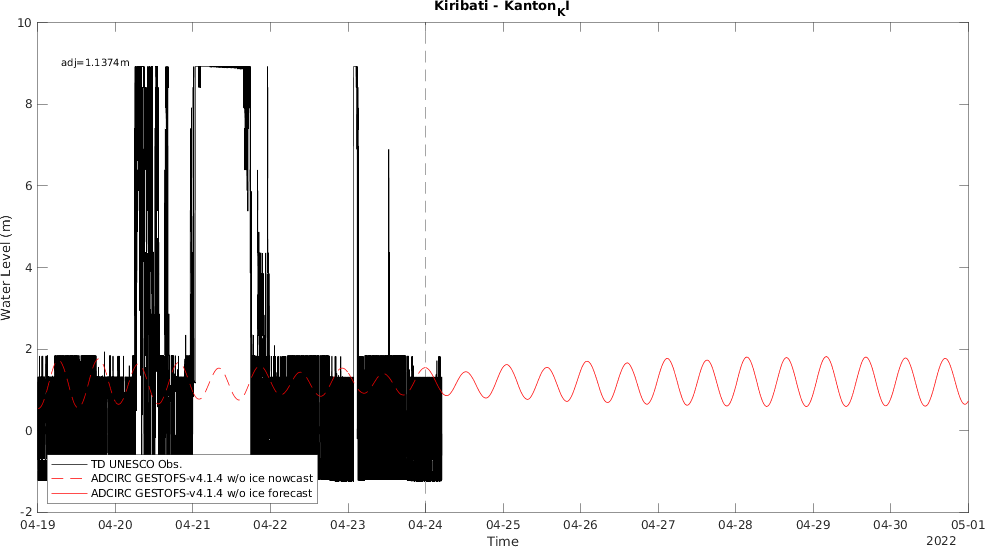 Kiribati - Kanton_KI
adj=1.1374m
Water Level (m)
10
8
6
4
2
0
-2
TD UNESCO Obs.
ADCIRC GESTOFS-v4.1.4 w/o ice nowcast
ADCIRC GESTOFS-v4.1.4 w/o ice forecast
04-19 04-20 04-21 04-22 04-23 04-24 04-25 04-26 04-27 04-28 04-29 04-30 05-01
Time
2022